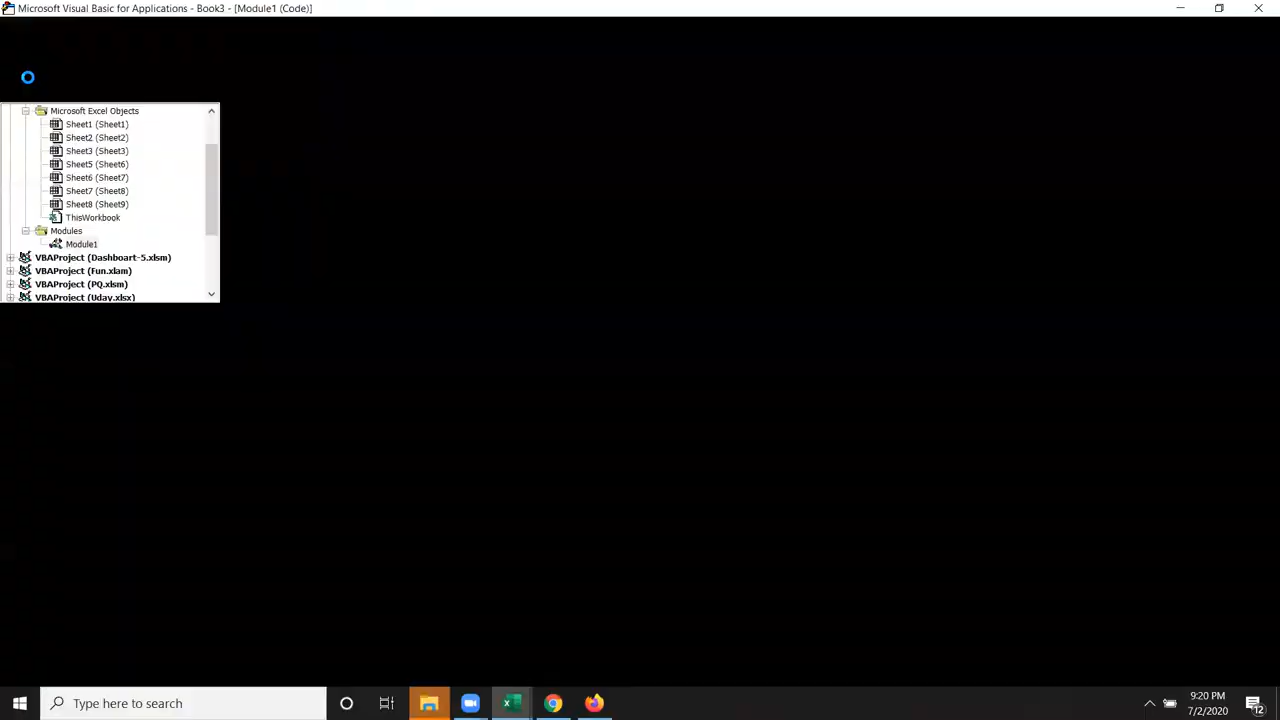 Microsoft Visual Basic for Applications - Book3 - [Module1 (Code)]
Microsoft Excel Objects
Sheet1 (Sheet1)
Sheet2 (Sheet2)
Sheet3 (Sheet3)
Sheet5 (Sheet6)
Sheet6 (Sheet7)
Sheet7 (Sheet8)
Sheet8 (Sheet9)
ThisWorkbook
Modules
Module1
VBAProject (Dashboart-5.xlsm)
VBAProject (Fun.xlam)
VBAProject (PQ.xlsm)
VBAProject (Uday.xlsx)
Type here to search
9:20 PM
7/2/2020
12